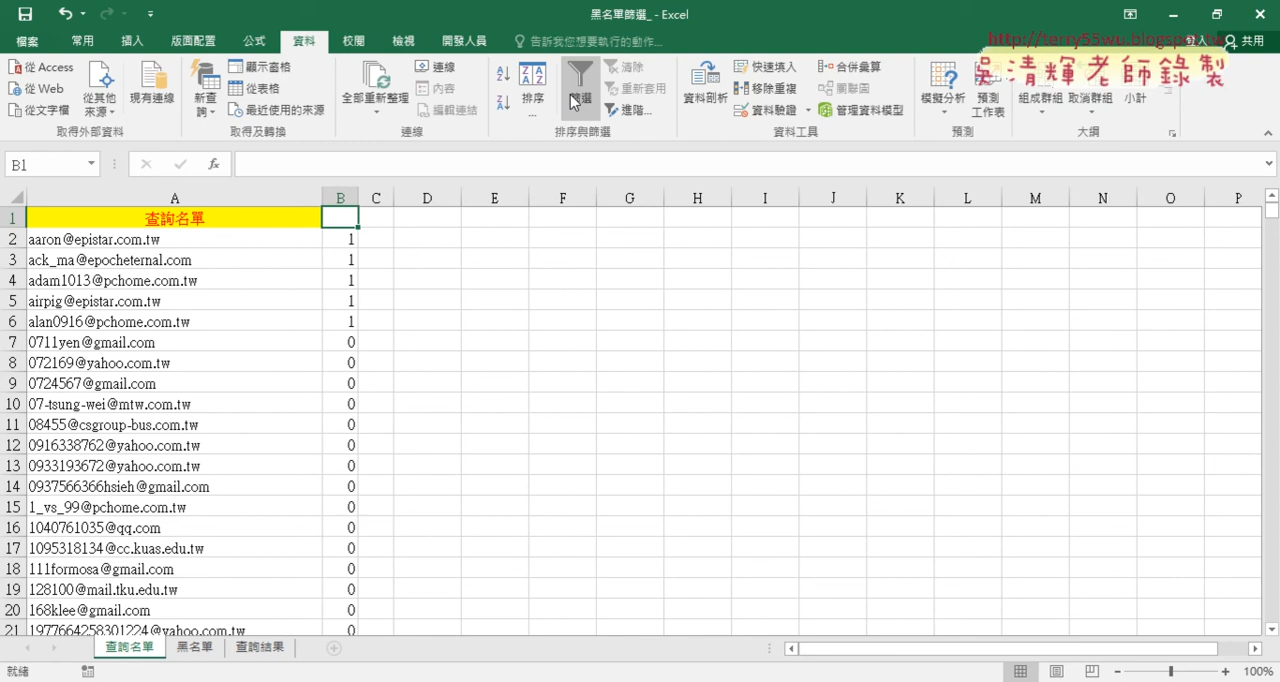 黑名單篩選_ - Excel
檔案 常用 插入 版面配置 公式 資料 校閱 檢視 開發人員 告訴我您想要執行的動作... 登入 共用
http://terry55wu.blogspot.tw
吳清輝老師錄製
從 Access
從 Web
從文字檔
從其他來源
現有連線
取得外部資料
新查詢
顯示窗格
從表格
最近使用的來源
取得及轉換
全部重新整理
連線
內容
編輯連結
連線
排序
...
篩選
清除
重新套用
進階...
排序與篩選
資料剖析
快速填入
移除重複
資料驗證
合併彙算
關聯圖
管理資料模型
資料工具
模擬分析
預測工作表
預測
組成群組
取消群組
小計
大綱
B1
fx
A B C D E F G H I J K L M N O P
1 查詢名單
2 aaron@epistar.com.tw 1
3 ack_ma@epocheternal.com 1
4 adam1013@pchome.com.tw 1
5 airpig@epistar.com.tw 1
6 alan0916@pchome.com.tw 1
7 0711yen@gmail.com 0
8 072169@yahoo.com.tw 0
9 0724567@gmail.com 0
10 07-tsung-wei@mtw.com.tw 0
11 08455@csgroup-bus.com.tw 0
12 0916338762@yahoo.com.tw 0
13 0933193672@yahoo.com.tw 0
14 0937566366hsieh@gmail.com 0
15 1_vs_99@pchome.com.tw 0
16 1040761035@qq.com 0
17 1095318134@cc.kuas.edu.tw 0
18 111formosa@gmail.com 0
19 128100@mail.tku.edu.tw 0
20 168klee@gmail.com 0
21 1977664258301224@yahoo.com.tw 0
查詢名單 黑名單 查詢結果
就緒
100%